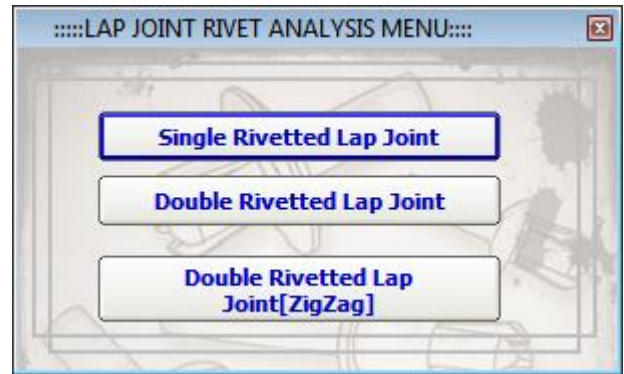 :::::LAP JOINT RIVET ANALYSIS MENU::::
Single Rivetted Lap Joint
Double Rivetted Lap Joint
Double Rivetted Lap
Joint[ZigZag]